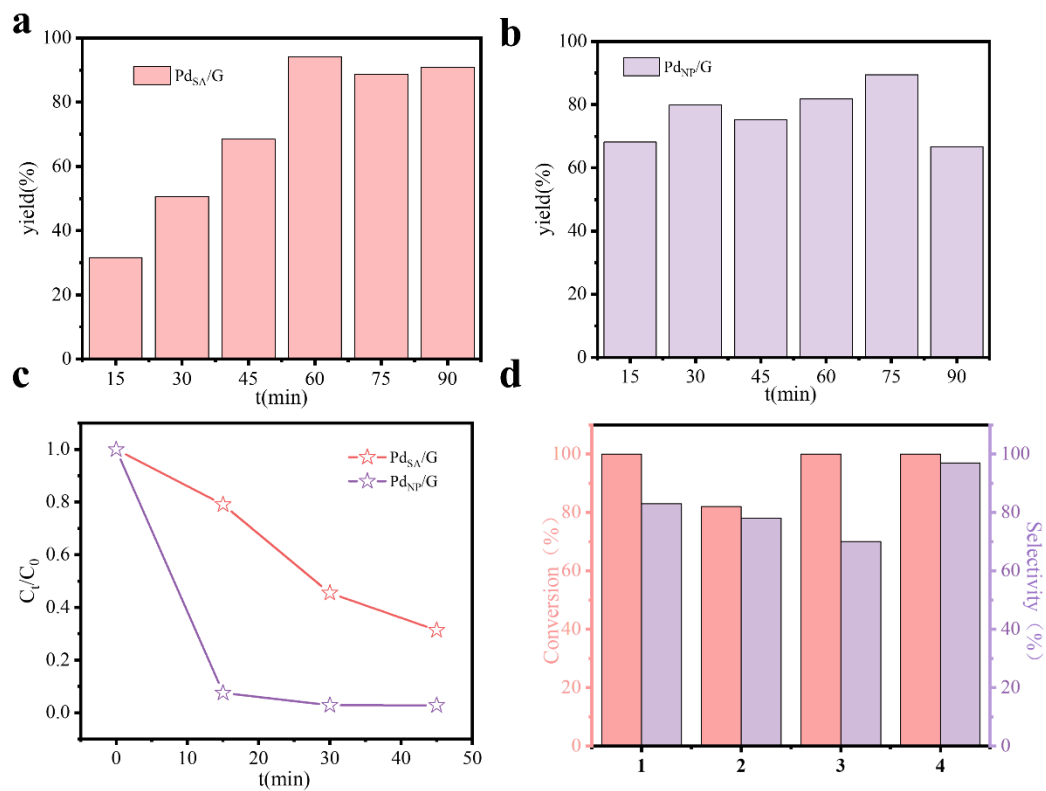 a
100
80
60
40
20
0
yield(%)
PdSA/G
15 30 45 60 75 90
t(min)
b
100
80
60
40
20
0
yield(%)
PdNP/G
15 30 45 60 75 90
t(min)
c
1.0
0.8
0.6
0.4
0.2
0.0
Ct/C0
PdSA/G
PdNP/G
0 10 20 30 40 50
t(min)
d
100
80
60
40
20
0
Conversion（%）
100
80
60
40
20
0
Selectivity（%）
1 2 3 4